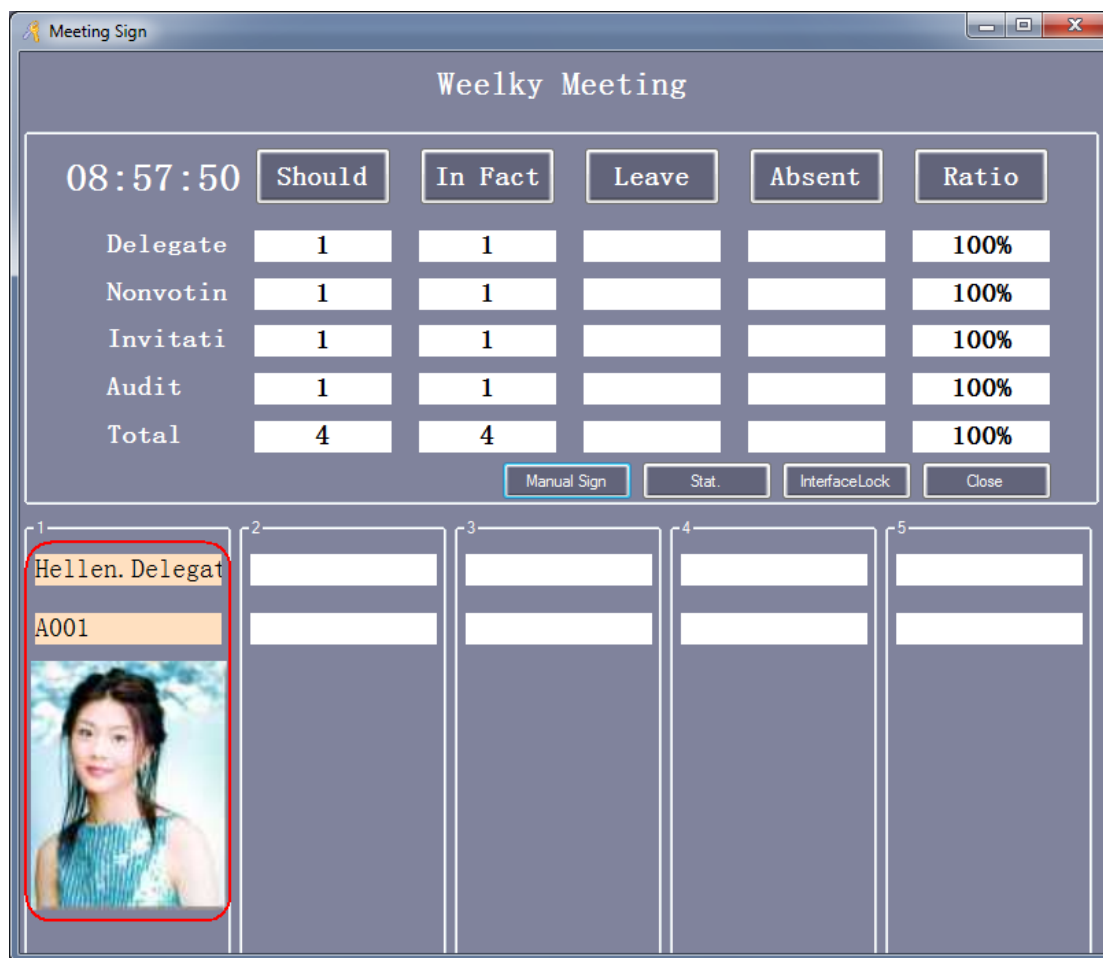 Meeting Sign
Weelky Meeting
08:57:50 Should In Fact Leave Absent Ratio
Delegate 1 1 100%
Nonvotin 1 1 100%
Invitati 1 1 100%
Audit 1 1 100%
Total 4 4 100%
Manual Sign Stat. InterfaceLock Close
1 2 3 4 5
Hellen.Delegat
A001